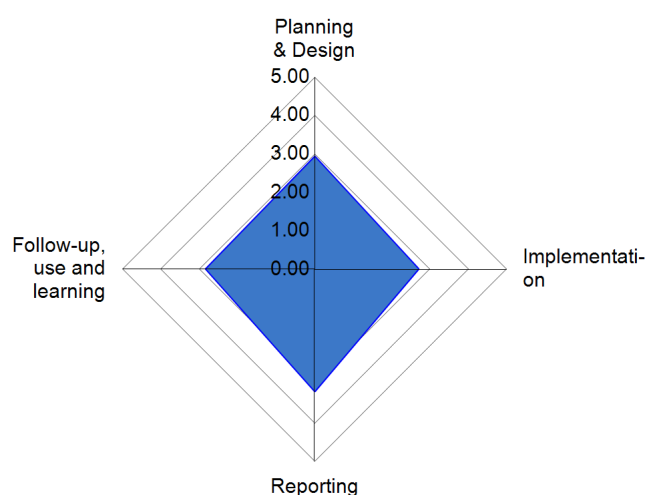 Planning
& Design
5.00
4.00
3.00
2.00
1.00
0.00
Follow-up,
use and
learning
Implementati-
on
Reporting